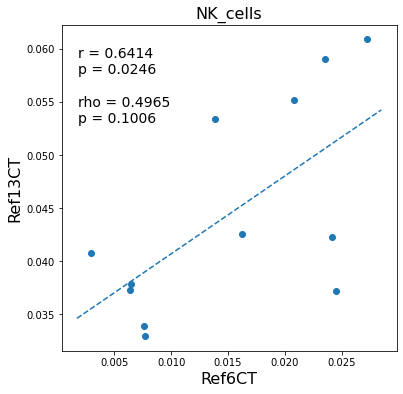 NK_cells
r = 0.6414
p = 0.0246
rho = 0.4965
p = 0.1006
0.060
0.055
0.050
0.045
0.040
0.035
Ref13CT
0.005
0.010
0.015
0.020
0.025
Ref6CT